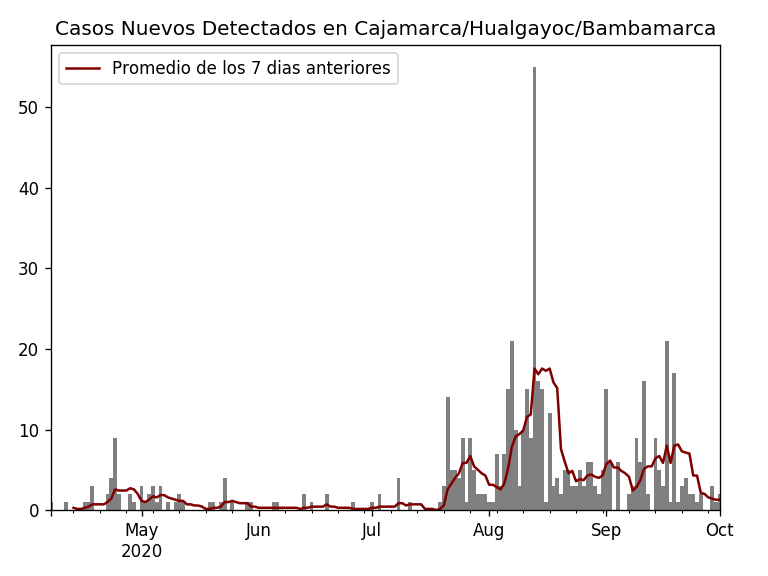 Casos Nuevos Detectados en Cajamarca/Hualgayoc/Bambamarca
Promedio de los 7 dias anteriores
50
40
30
20
10
0
May Jun Jul Aug Sep Oct
2020